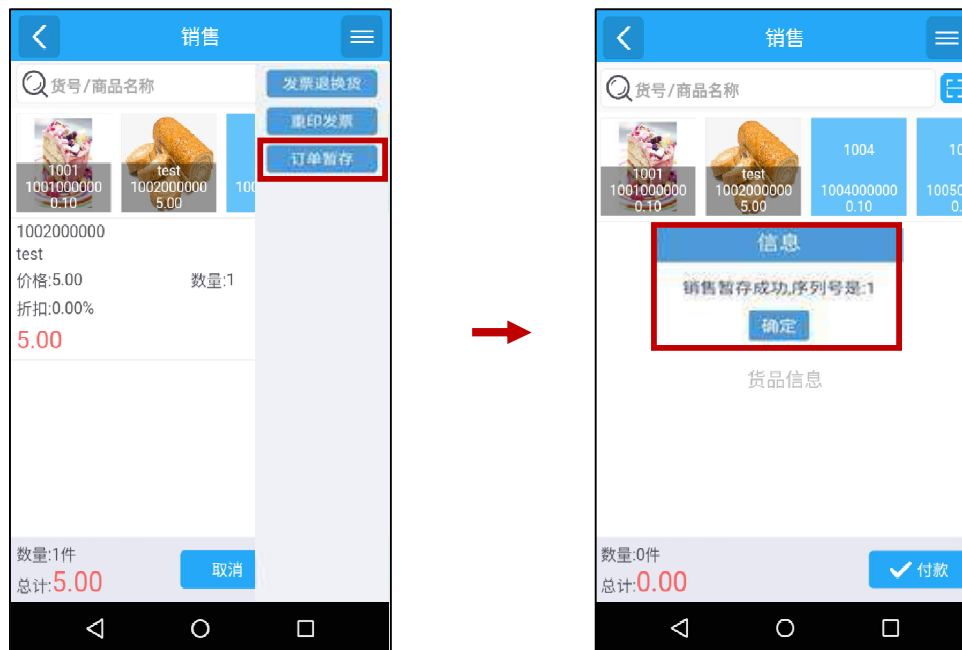 销售
货号/商品名称
发票退换货
重印发票
订单暂存
1001
1001000000
0.10
test
1002000000
5.00
100
1002000000
test
价格:5.00
数量:1
折扣:0.00%
5.00
数量:1件
总计:5.00
取消
销售
货号/商品名称
1001
1001000000
0.10
test
1002000000
5.00
1004
1004000000
0.10
10
10050
0.
信息
销售暂存成功,序列号是:1
确定
货品信息
数量:0件
总计:0.00
付款